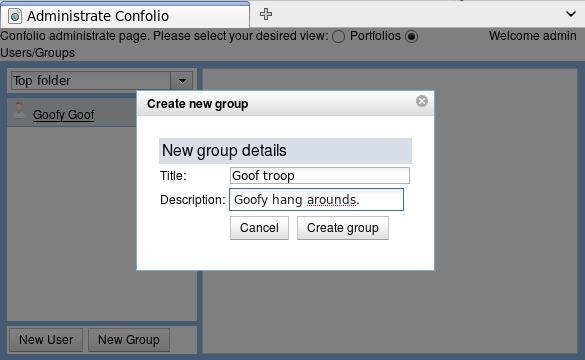 Administrate Confolio
Confolio administrate page. Please select your desired view: Portfolios Welcome admin
Users/Groups
Top folder
Goofy Goof
Create new group
New group details
Title: Goof troop
Description: Goofy hang arounds.
Cancel Create group
New User New Group